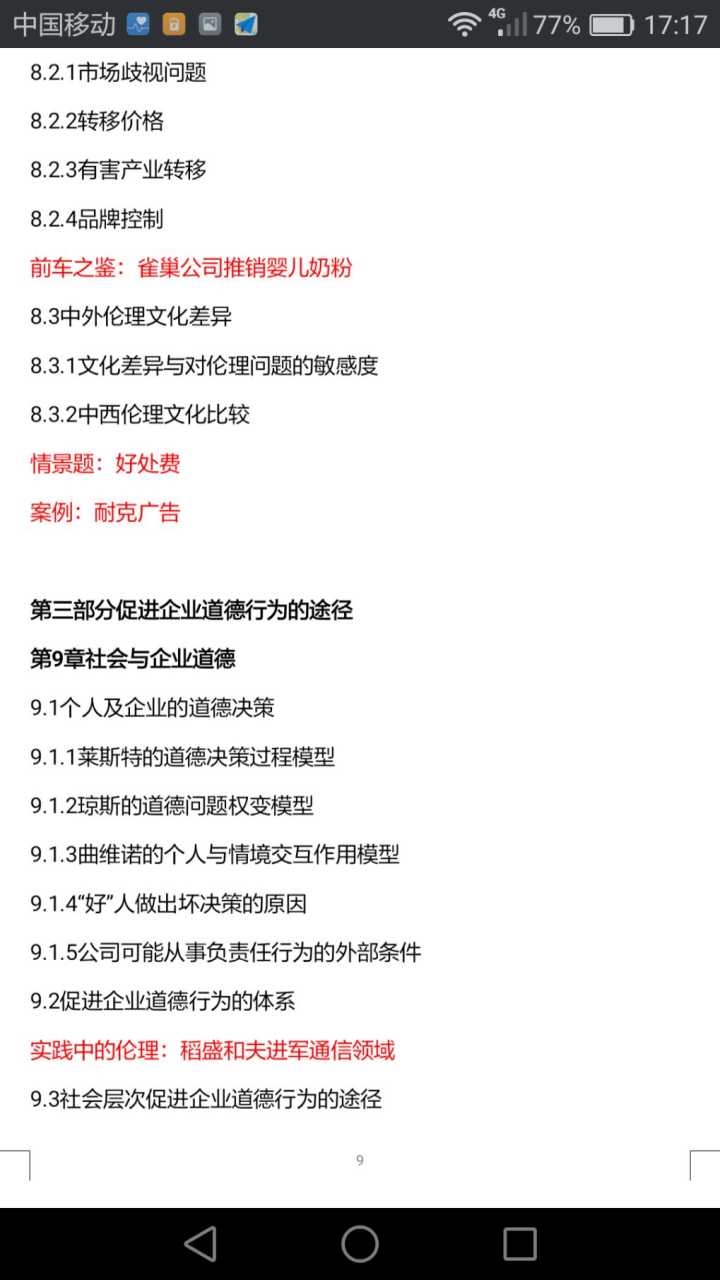 中国移动 4G 77% 17:17
8.2.1市场歧视问题
8.2.2转移价格
8.2.3有害产业转移
8.2.4品牌控制
前车之鉴：雀巢公司推销婴儿奶粉
8.3中外伦理文化差异
8.3.1文化差异与对伦理问题的敏感度
8.3.2中西伦理文化比较
情景题：好处费
案例：耐克广告
第三部分促进企业道德行为的途径
第9章社会与企业道德
9.1个人及企业的道德决策
9.1.1莱斯特的道德决策过程模型
9.1.2琼斯的道德问题权变模型
9.1.3曲维诺的个人与情境交互作用模型
9.1.4“好”人做出坏决策的原因
9.1.5公司可能从事负责任行为的外部条件
9.2促进企业道德行为的体系
实践中的伦理：稻盛和夫进军通信领域
9.3社会层次促进企业道德行为的途径
9